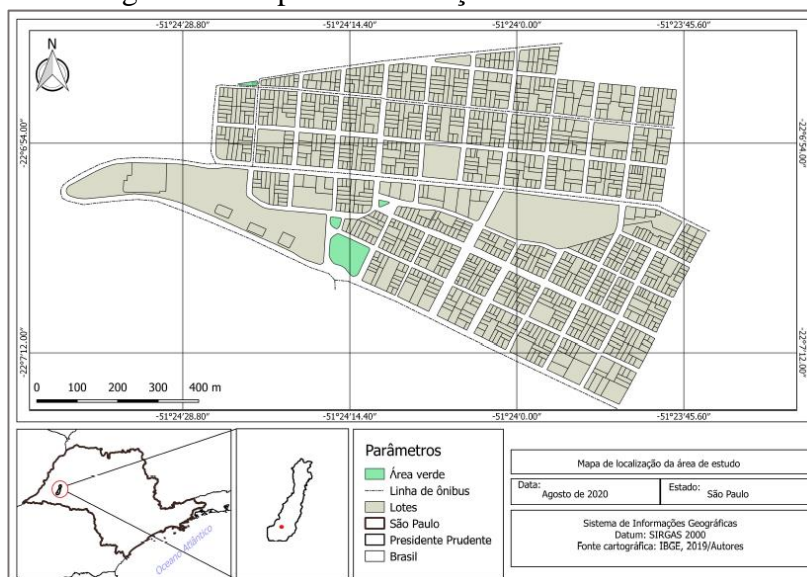 -51°24'28.80" -51°24'14.40" -51°24'0.00" -51°23'45.60"
N
-22°6'54.00" -22°6'54.00"
-22°7'12.00" -22°7'12.00"
0 100 200 300 400 m
-51°24'28.80" -51°24'14.40" -51°24'0.00" -51°23'45.60"
Oceano Atlântico
Parâmetros
Área verde
Linha de ônibus
Lotes
São Paulo
Presidente Prudente
Brasil
Mapa de localização da área de estudo
Data: Agosto de 2020
Estado: São Paulo
Sistema de Informações Geográficas
Datum: SIRGAS 2000
Fonte cartográfica: IBGE, 2019/Autores